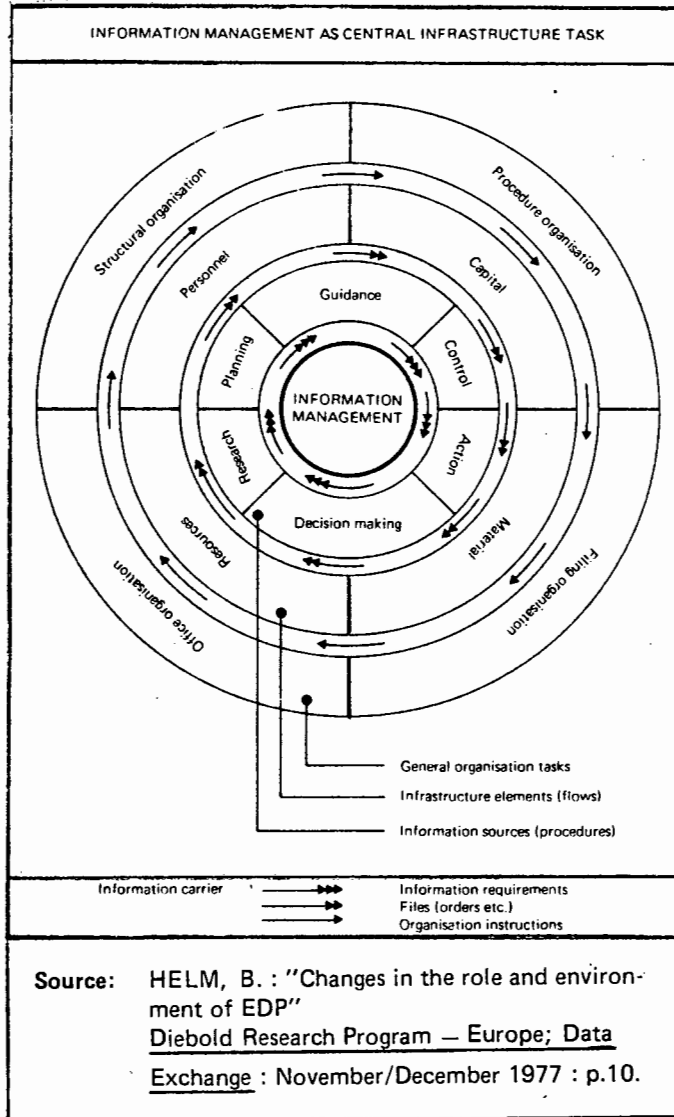 INFORMATION MANAGEMENT AS CENTRAL INFRASTRUCTURE TASK
Structural organisation
Procedure organisation
Personnel
Capital
Guidance
Planning
Control
INFORMATION
MANAGEMENT
Research
Action
Decision making
Resources
Material
Office organisation
Filing organisation
General organisation tasks
Infrastructure elements (flows)
Information sources (procedures)
Information carrier Information requirements
Files (orders etc.)
Organisation instructions
Source: HELM, B. : "Changes in the role and environ-
ment of EDP"
Diebold Research Program — Europe; Data
Exchange : November/December 1977 : p.10.